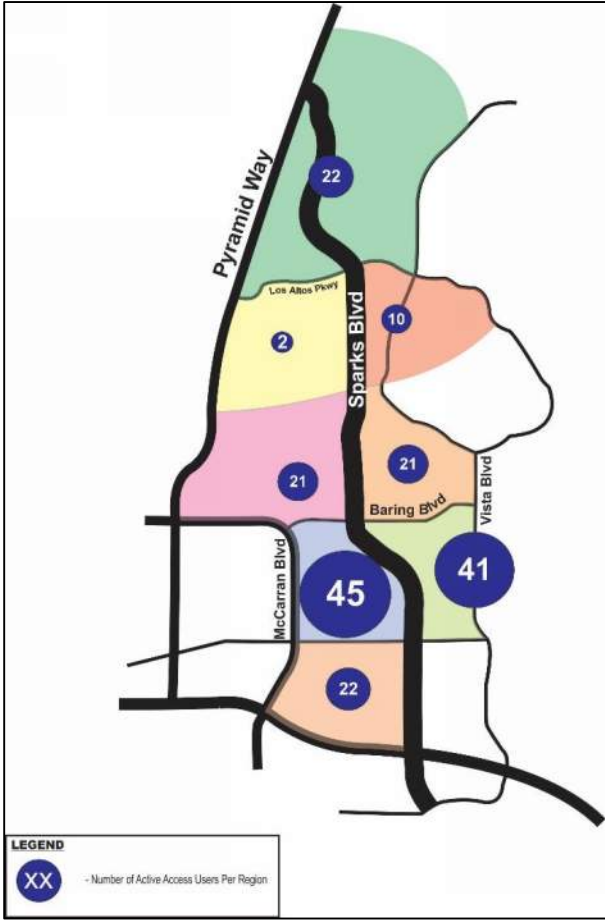 22
Pyramid Way
Los Altos Pkwy
10
2
Sparks Blvd
21
21
Vista Blvd
Baring Blvd
McCarran Blvd
45
41
22
LEGEND
XX - Number of Active Access Users Per Region